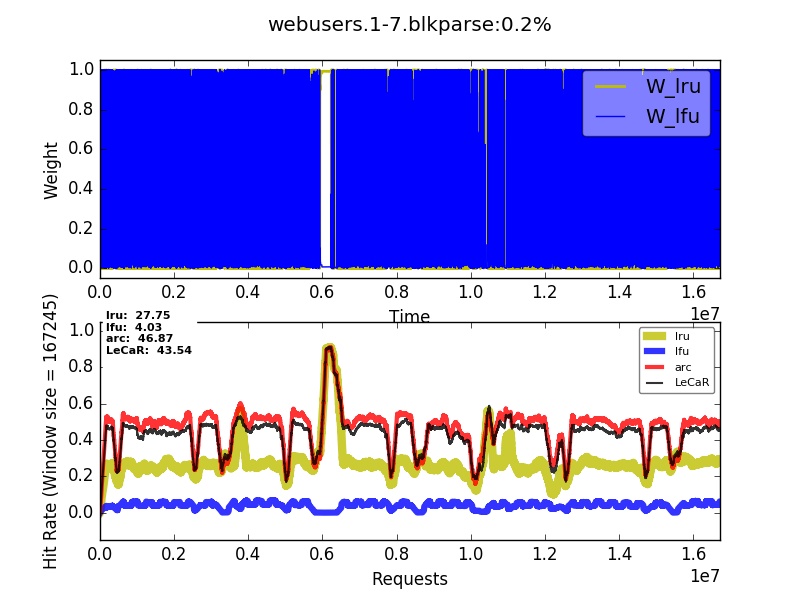 webusers.1-7.blkparse:0.2%
Weight
1.0
0.8
0.6
0.4
0.2
0.0
W_lru
W_lfu
0.0 0.2 0.4 0.6 0.8 1.0 1.2 1.4 1.6
1e7
Time
Hit Rate (Window size = 167245)
lru: 27.75
lfu: 4.03
arc: 46.87
LeCaR: 43.54
1.0
0.8
0.6
0.4
0.2
0.0
lru
lfu
arc
LeCaR
0.0 0.2 0.4 0.6 0.8 1.0 1.2 1.4 1.6
1e7
Requests